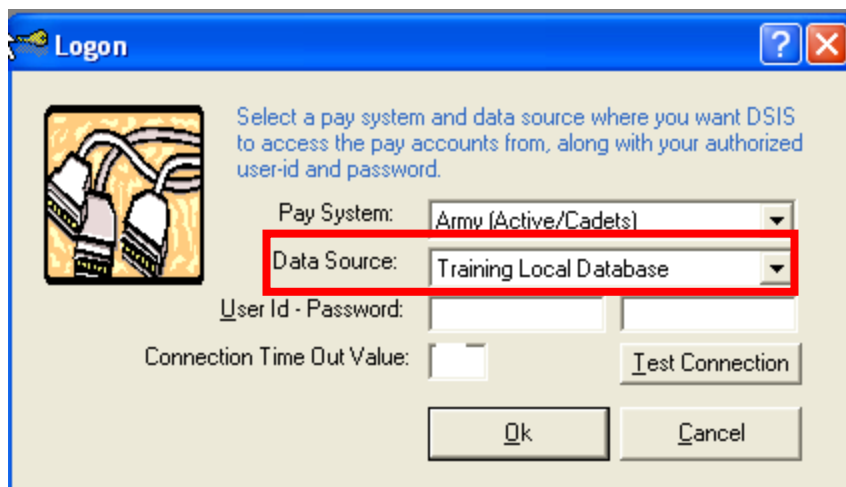 Logon
Select a pay system and data source where you want DSIS
to access the pay accounts from, along with your authorized
user-id and password.
Pay System: Army (Active/Cadets)
Data Source: Training Local Database
User Id - Password:
Connection Time Out Value: Test Connection
Ok Cancel